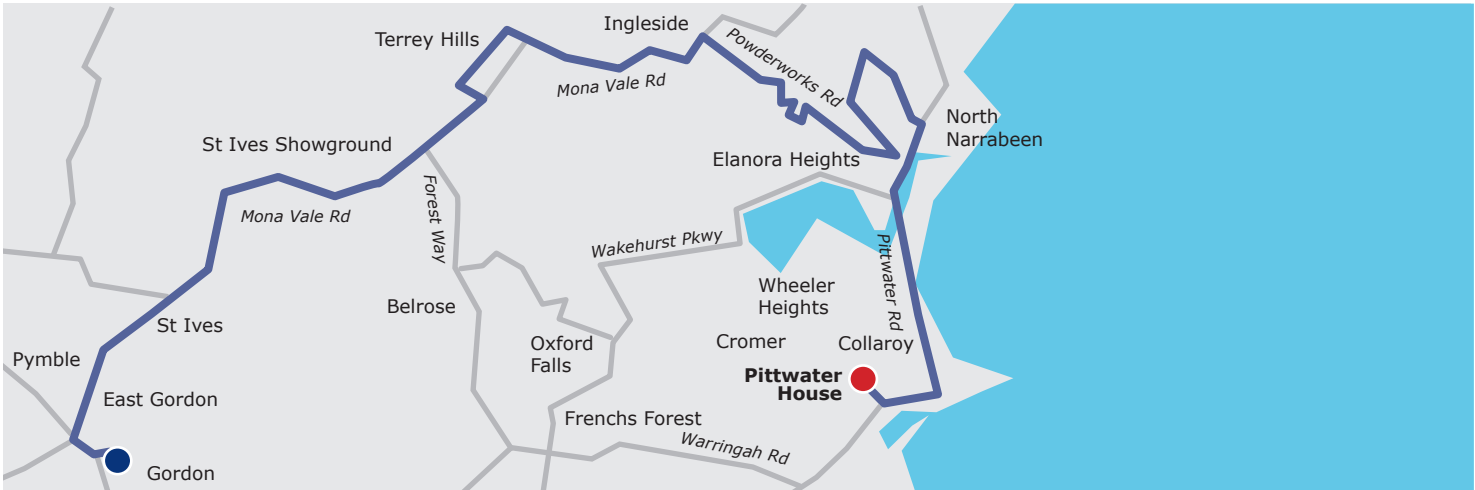 Ingleside
Terrey Hills
Powderworks Rd
Mona Vale Rd
North
Narrabeen
St Ives Showground
Elanora Heights
Forest Way
Mona Vale Rd
Wakehurst Pkwy
Pittwater Rd
Wheeler
Heights
Belrose
St Ives
Oxford
Falls
Cromer
Collaroy
Pymble
Pittwater
House
East Gordon
Frenchs Forest
Warringah Rd
Gordon